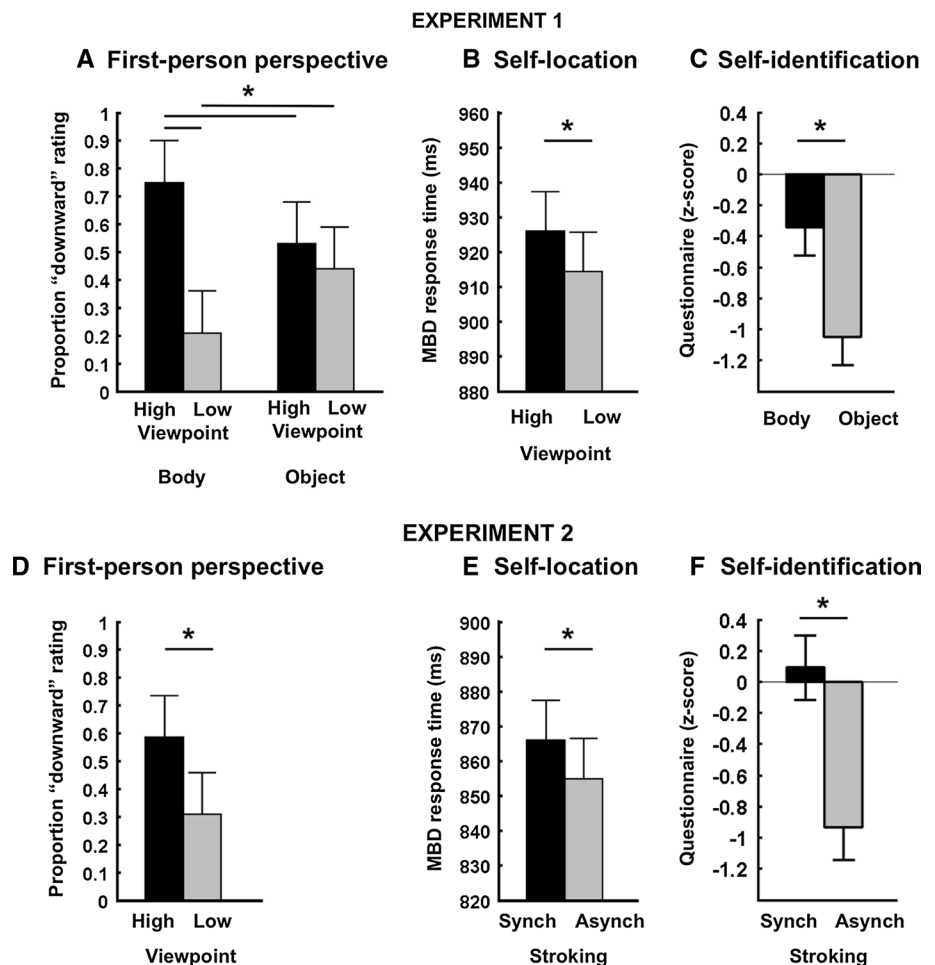 EXPERIMENT 1
A First-person perspective
*
Proportion “downward” rating
1
0.9
0.8
0.7
0.6
0.5
0.4
0.3
0.2
0.1
0
High Low
Viewpoint
Body
High Low
Viewpoint
Object
B Self-location
*
MBD response time (ms)
960
950
940
930
920
910
900
890
880
High Low
Viewpoint
C Self-identification
*
Questionnaire (z-score)
0.4
0.2
0
-0.2
-0.4
-0.6
-0.8
-1
-1.2
Body Object
EXPERIMENT 2
D First-person perspective
*
Proportion “downward” rating
1
0.9
0.8
0.7
0.6
0.5
0.4
0.3
0.2
0.1
0
High Low
Viewpoint
E Self-location
*
MBD response time (ms)
900
890
880
870
860
850
840
830
820
Synch Asynch
Stroking
F Self-identification
*
Questionnaire (z-score)
0.4
0.2
0
-0.2
-0.4
-0.6
-0.8
-1
-1.2
Synch Asynch
Stroking